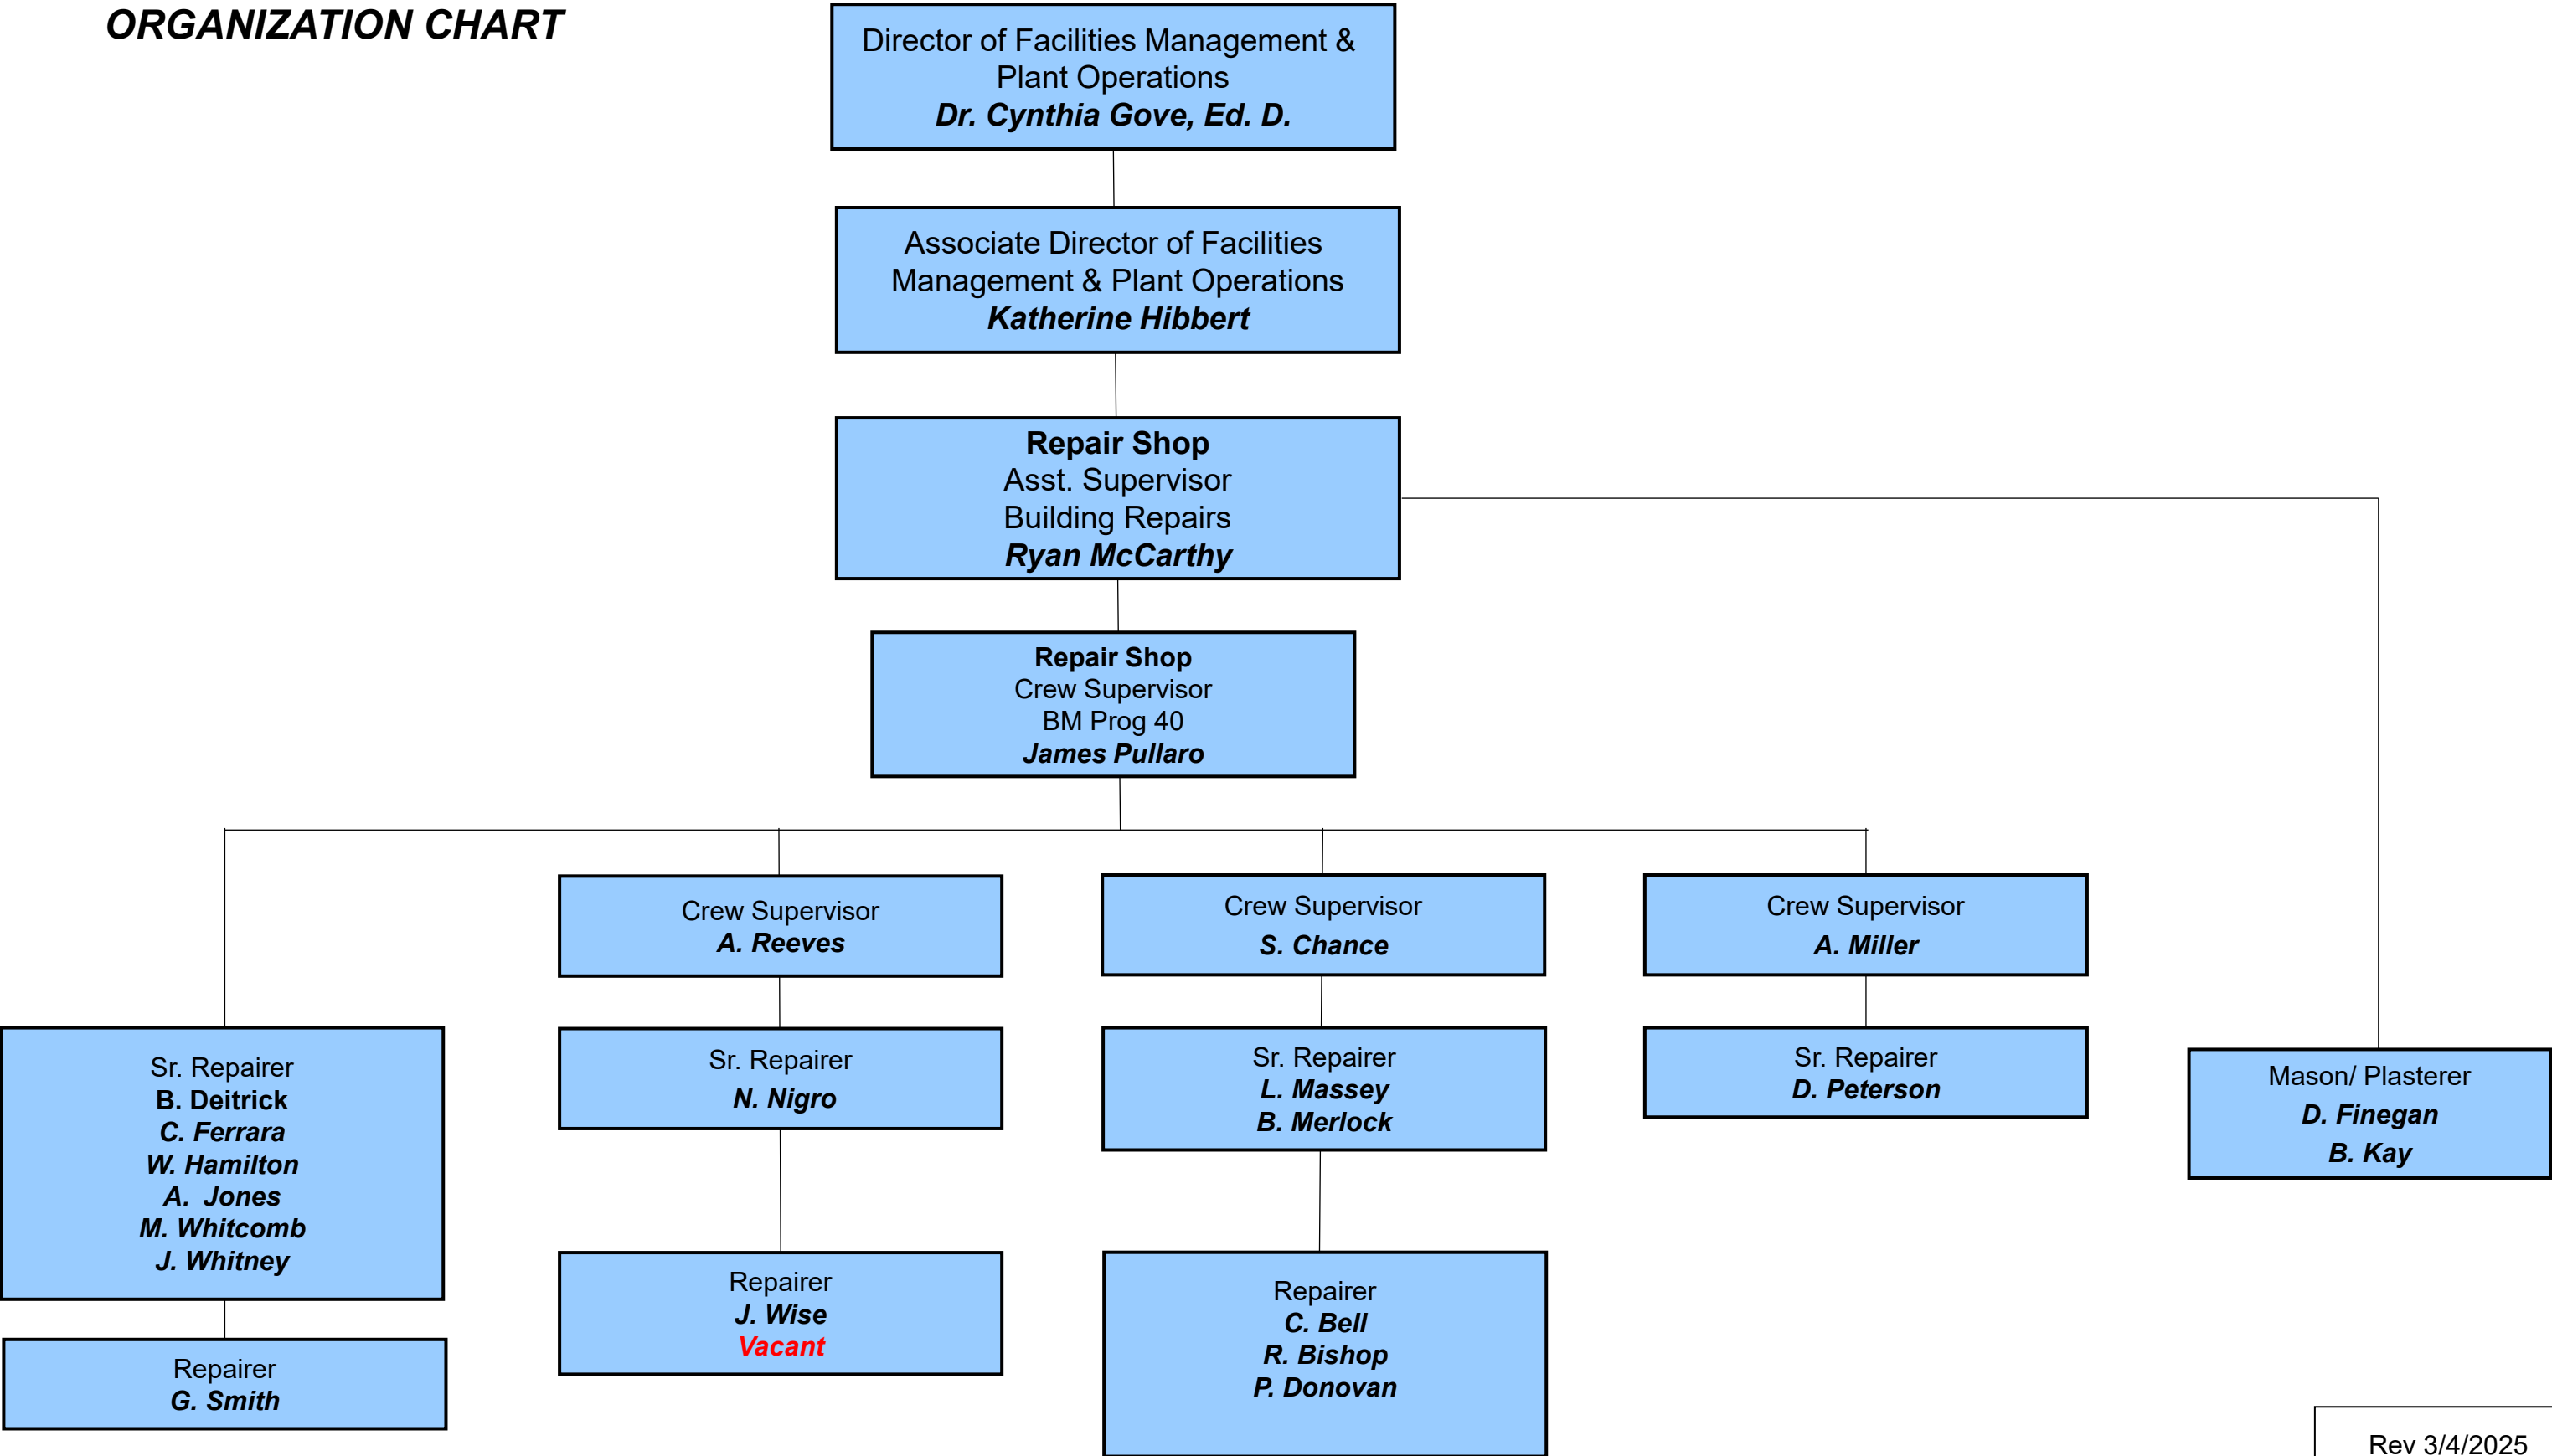 ORGANIZATION CHART
Director of Facilities Management &
Plant Operations
Dr. Cynthia Gove, Ed. D.
Associate Director of Facilities
Management & Plant Operations
Katherine Hibbert
Repair Shop
Asst. Supervisor
Building Repairs
Ryan McCarthy
Repair Shop
Crew Supervisor
BM Prog 40
James Pullaro
Crew Supervisor
A. Reeves
Crew Supervisor
S. Chance
Crew Supervisor
A. Miller
Sr. Repairer
B. Deitrick
C. Ferrara
W. Hamilton
A. Jones
M. Whitcomb
J. Whitney
Sr. Repairer
N. Nigro
Sr. Repairer
L. Massey
B. Merlock
Sr. Repairer
D. Peterson
Mason/ Plasterer
D. Finegan
B. Kay
Repairer
G. Smith
Repairer
J. Wise
Vacant
Repairer
C. Bell
R. Bishop
P. Donovan
Rev 3/4/2025